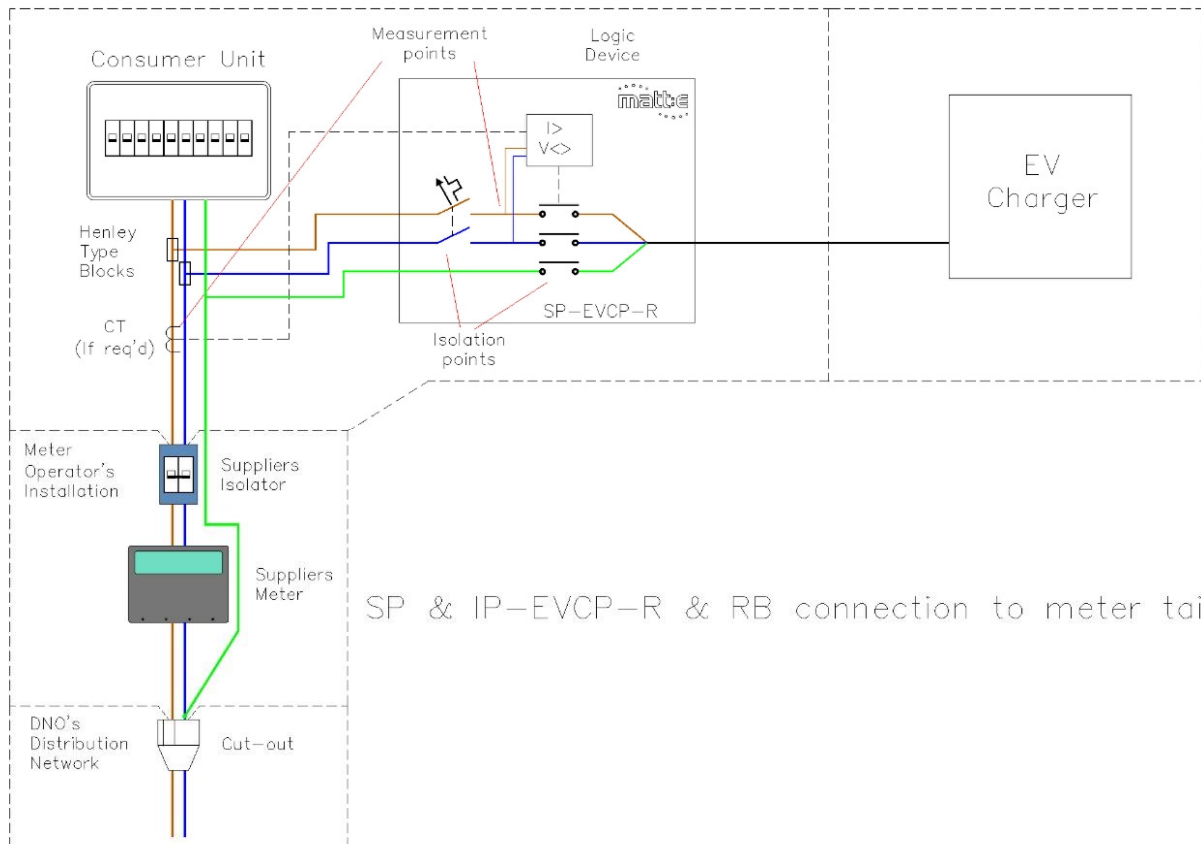 Measurement
points
Logic
Device
Consumer Unit
matt:e
I>
V<>
EV
Charger
Henley
Type
Blocks
SP-EVCP-R
CT
(If req'd)
Isolation
points
Meter
Operator's
Installation
Suppliers
Isolator
Suppliers
Meter
SP & IP-EVCP-R & RB connection to meter tai
DNO's
Distribution
Network
Cut-out